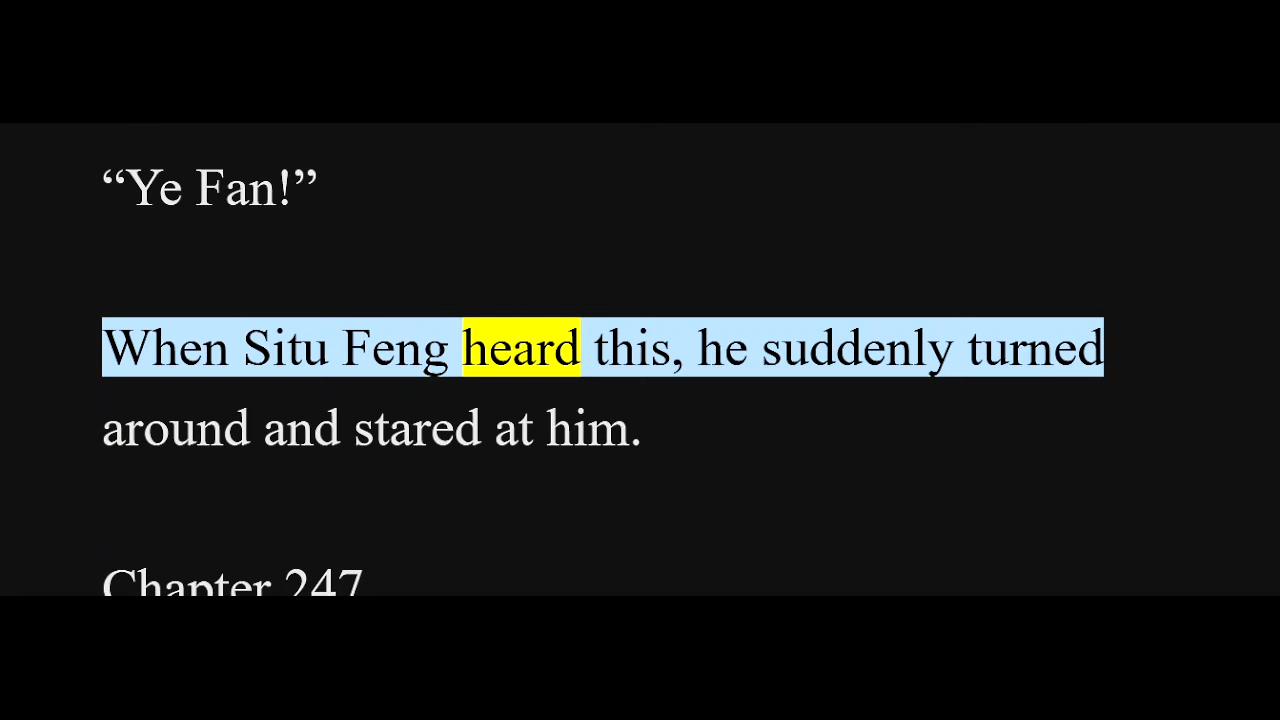 “Ye Fan!”
When Situ Feng heard this, he suddenly turned
around and stared at him.
Chapter 247